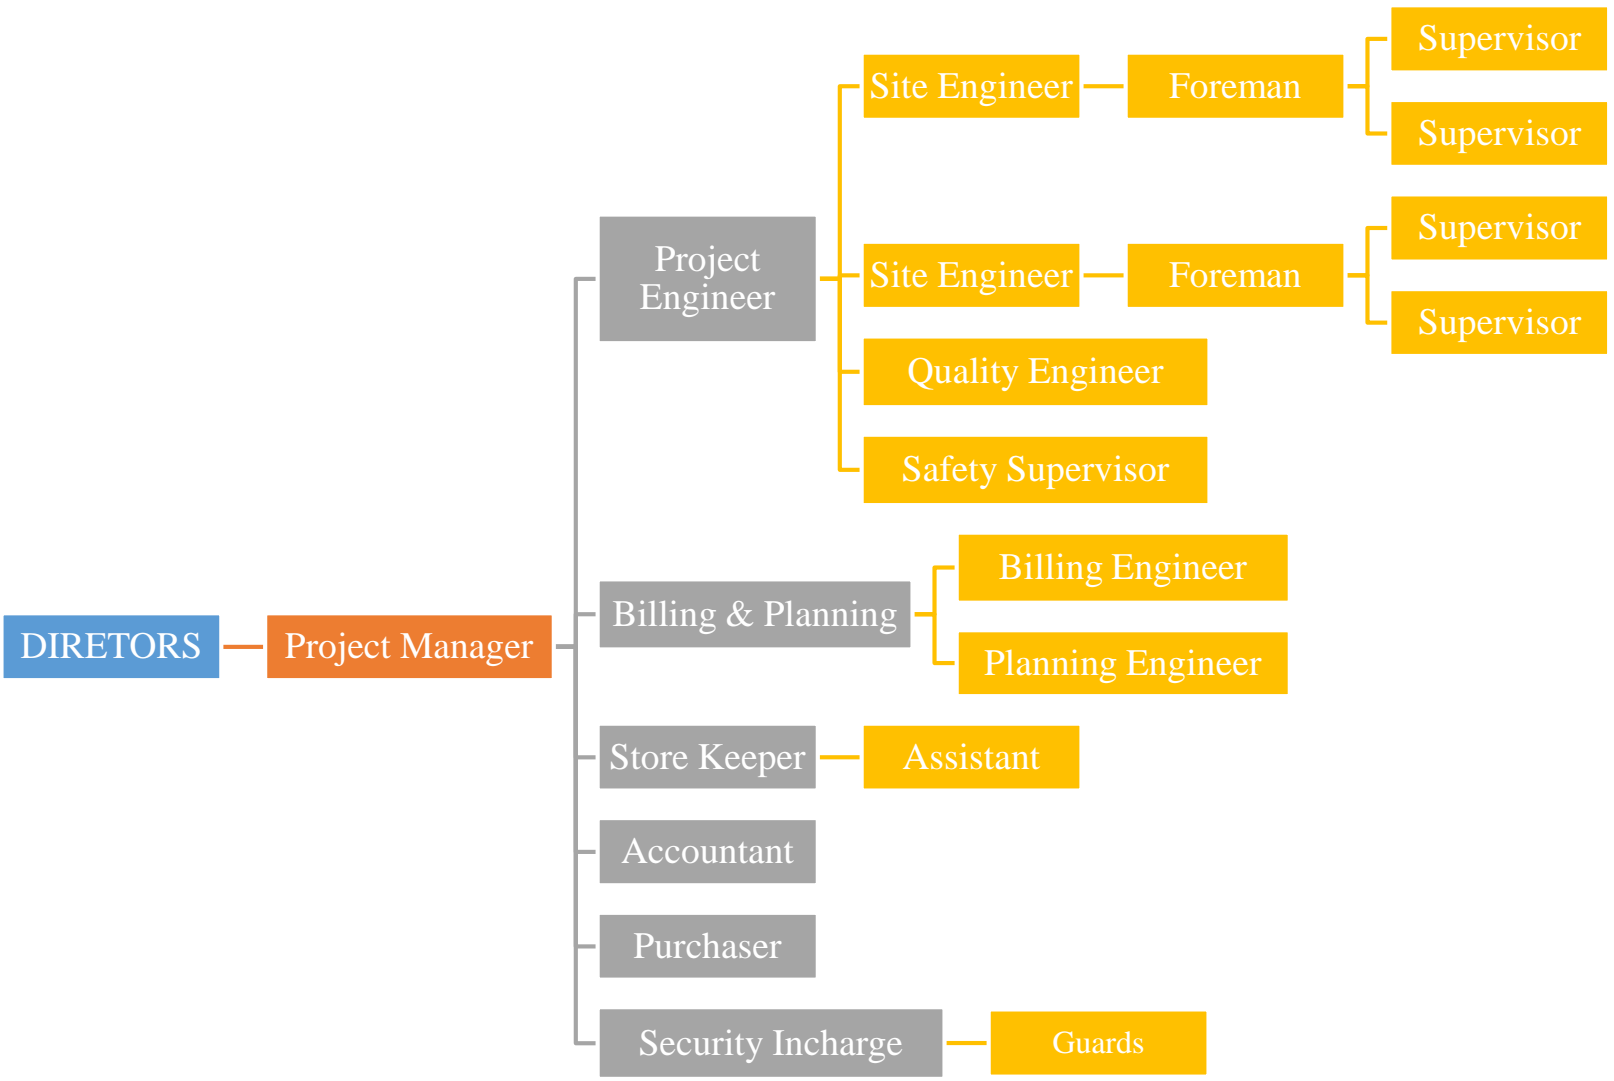 DIRETORS
Project Manager
Project
Engineer
Site Engineer
Foreman
Supervisor
Supervisor
Site Engineer
Foreman
Supervisor
Supervisor
Quality Engineer
Safety Supervisor
Billing & Planning
Billing Engineer
Planning Engineer
Store Keeper
Assistant
Accountant
Purchaser
Security Incharge
Guards